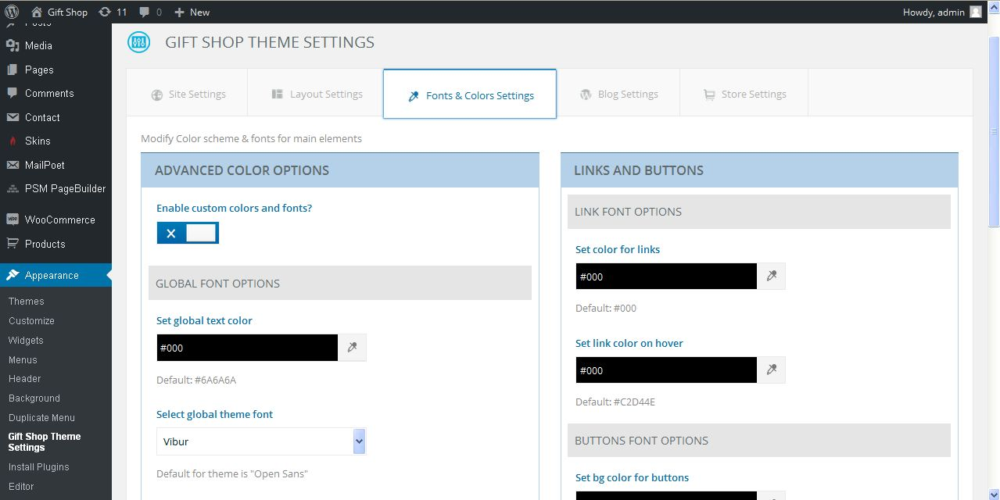 Gift Shop 11 0 New Howdy, admin
Posts
Media
Pages
Comments
Contact
Skins
MailPoet
PSM PageBuilder
WooCommerce
Products
Appearance
Themes
Customize
Widgets
Menus
Header
Background
Duplicate Menu
Gift Shop Theme
Settings
Install Plugins
Editor
GIFT SHOP THEME SETTINGS
Site Settings Layout Settings Fonts & Colors Settings Blog Settings Store Settings
Modify Color scheme & fonts for main elements
ADVANCED COLOR OPTIONS
Enable custom colors and fonts?
GLOBAL FONT OPTIONS
Set global text color
#000
Default: #6A6A6A
Select global theme font
Vibur
Default for theme is "Open Sans"
LINKS AND BUTTONS
LINK FONT OPTIONS
Set color for links
#000
Default: #000
Set link color on hover
#000
Default: #C2D44E
BUTTONS FONT OPTIONS
Set bg color for buttons